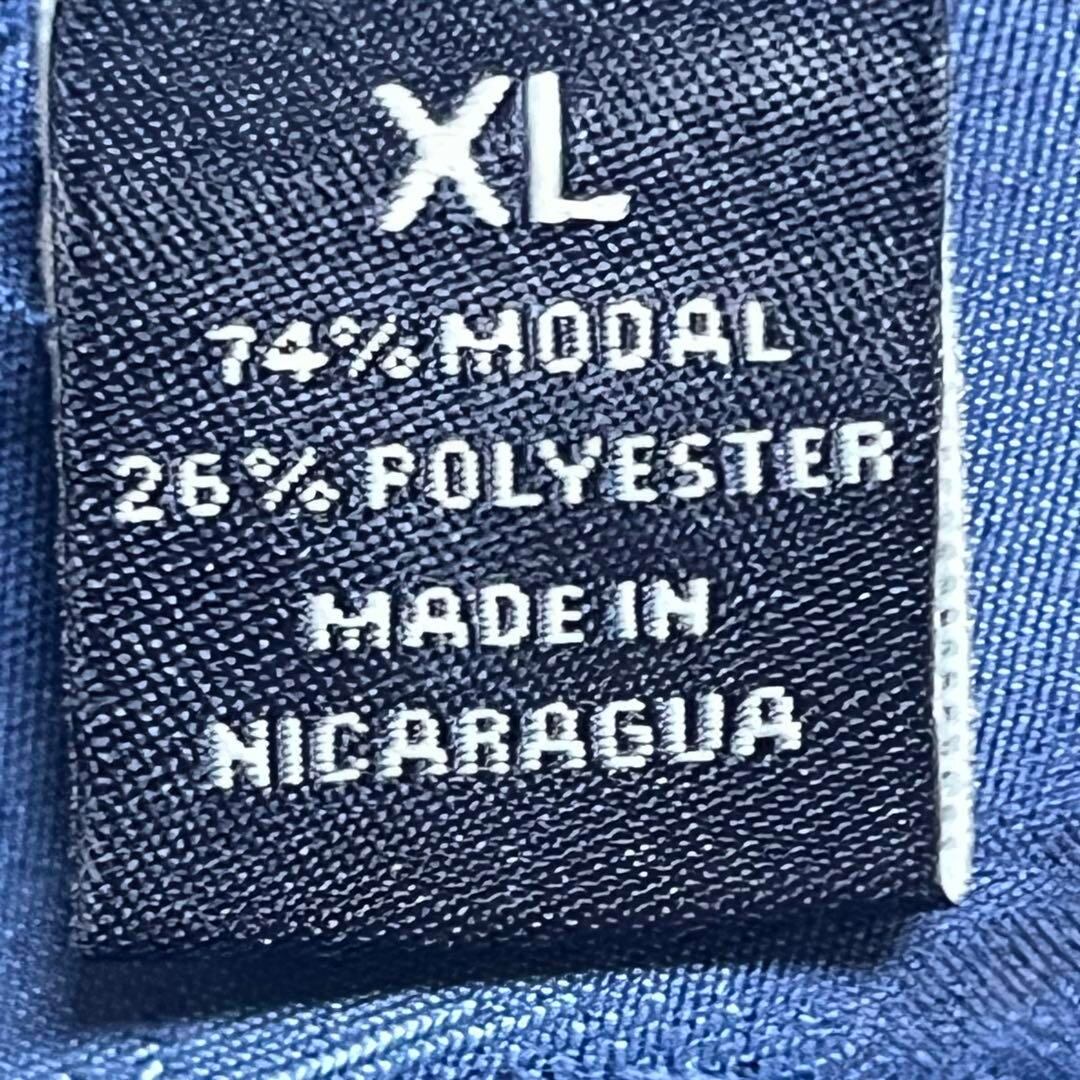 XL
74% MODAL
26% POLYESTER
MADE IN
NICARAGUA